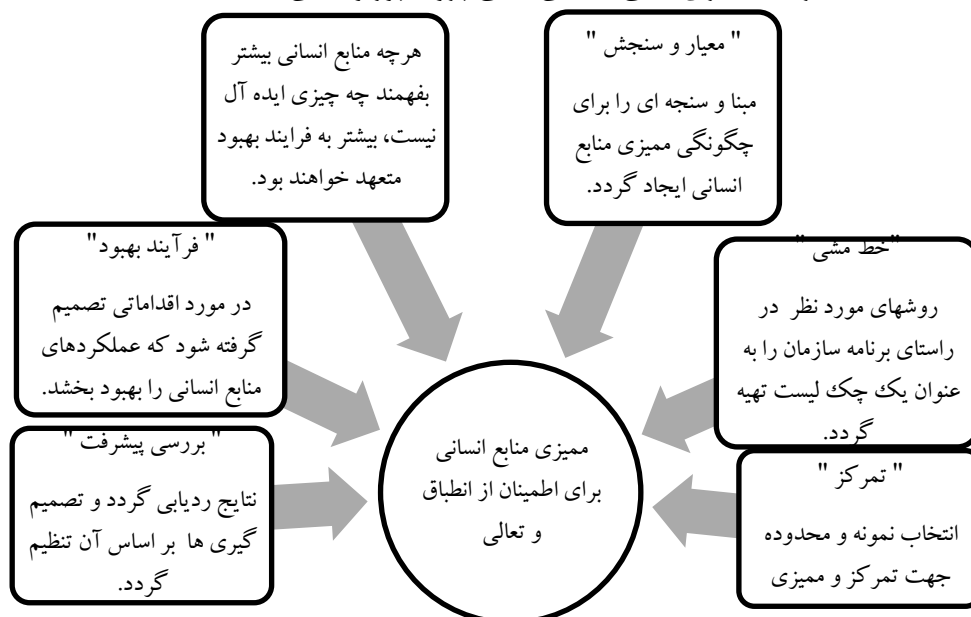 هرچه منابع انسانی بیشتر
بفهمند چه چیزی ایده آل
نیست، بیشتر به فرایند بهبود
متعهد خواهند بود.
" معیار و سنجش "
مبنا و سنجه ای را برای
چگونگی ممیزی منابع
انسانی ایجاد گردد.
"خط مشی "
روشهای مورد نظر در
راستای برنامه سازمان را به
عنوان یک چک لیست تهیه
گردد.
" تمرکز "
انتخاب نمونه و محدوده
جهت تمرکز و ممیزی
" فرآیند بهبود"
در مورد اقداماتی تصمیم
گرفته شود که عملکردهای
منابع انسانی را بهبود بخشد.
" بررسی پیشرفت "
نتایج ردیابی گردد و تصمیم
گیری ها بر اساس آن تنظیم
گردد.
ممیزی منابع انسانی
برای اطمینان از انطباق
و تعالی